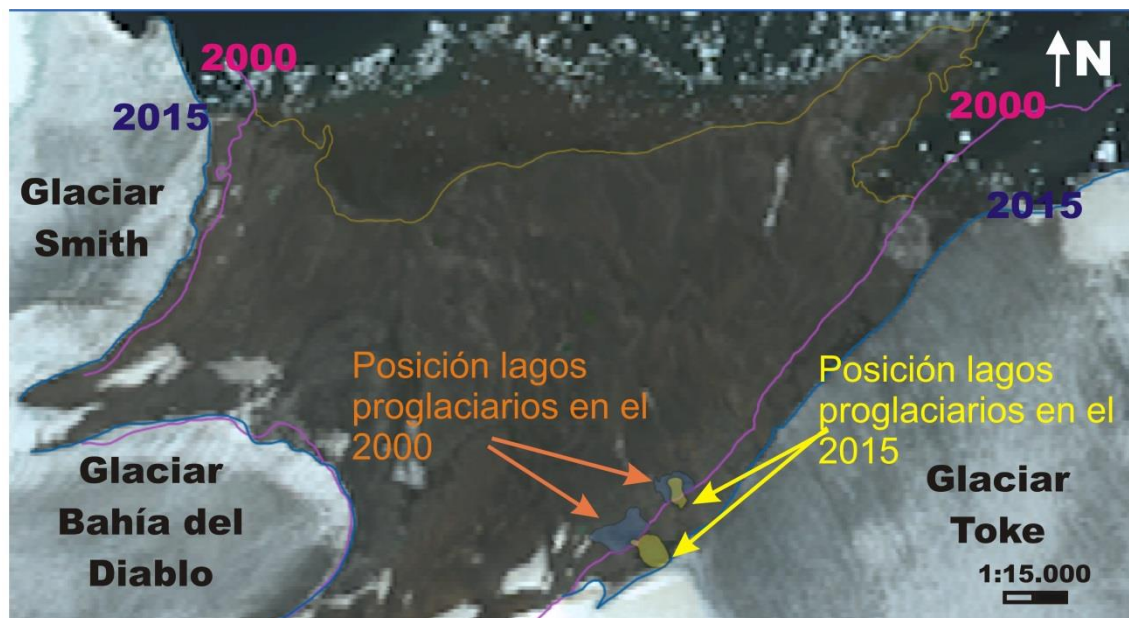 2000
N
2015
2000
Glaciar
Smith
2015
Posición lagos
proglaciarios en el
2000
Posición lagos
proglaciarios en el
2015
Glaciar
Bahía del
Diablo
Glaciar
Toke
1:15.000